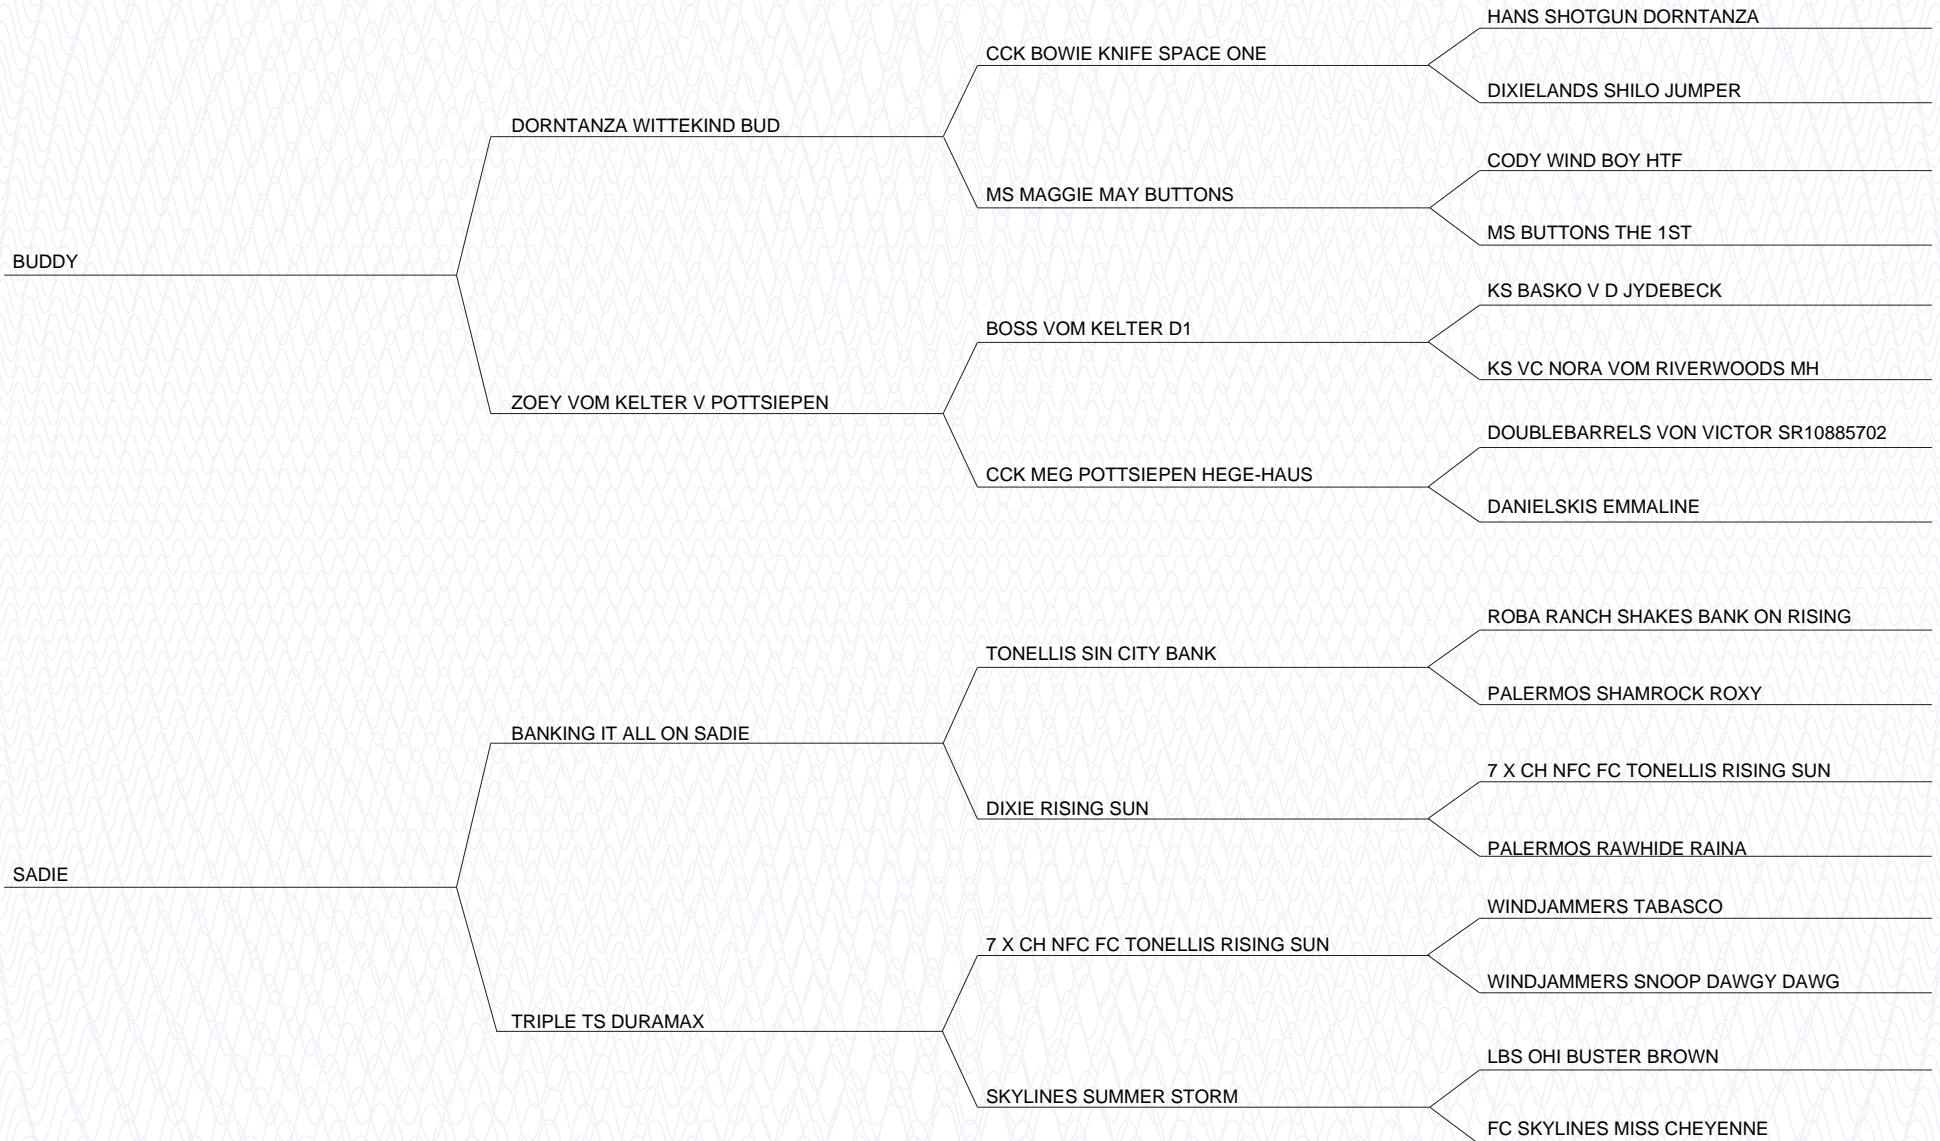 HANS SHOTGUN DORNTANZA
CCK BOWIE KNIFE SPACE ONE
DIXIELANDS SHILO JUMPER
DORNTANZA WITTEKIND BUD
CODY WIND BOY HTF
MS MAGGIE MAY BUTTONS
MS BUTTONS THE 1ST
BUDDY
KS BASKO V D JYDEBECK
BOSS VOM KELTER D1
KS VC NORA VOM RIVERWOODS MH
ZOEY VOM KELTER V POTTSIEPEN
DOUBLEBARRELS VON VICTOR SR10885702
CCK MEG POTTSIEPEN HEGE-HAUS
DANIELSKIS EMMALINE
ROBA RANCH SHAKES BANK ON RISING
TONELLIS SIN CITY BANK
PALERMOS SHAMROCK ROXY
BANKING IT ALL ON SADIE
7 X CH NFC FC TONELLIS RISING SUN
DIXIE RISING SUN
PALERMOS RAWHIDE RAINA
SADIE
WINDJAMMERS TABASCO
7 X CH NFC FC TONELLIS RISING SUN
WINDJAMMERS SNOOP DAWGY DAWG
TRIPLE TS DURAMAX
LBS OHI BUSTER BROWN
SKYLINES SUMMER STORM
FC SKYLINES MISS CHEYENNE